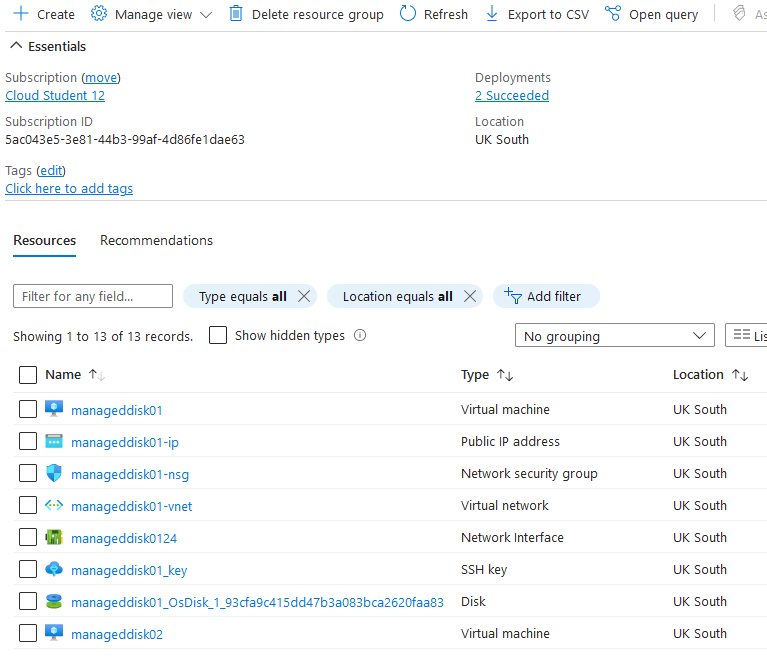 Create Manage view Delete resource group Refresh Export to CSV Open query As
Essentials
Subscription (move)
Cloud Student 12
Deployments
2 Succeeded
Subscription ID
5ac043e5-3e81-44b3-99af-4d86fe1dae63
Location
UK South
Tags (edit)
Click here to add tags
Resources Recommendations
Filter for any field... Type equals all Location equals all Add filter
Showing 1 to 13 of 13 records. Show hidden types No grouping Lis
Name Type Location
manageddisk01 Virtual machine UK South
manageddisk01-ip Public IP address UK South
manageddisk01-nsg Network security group UK South
manageddisk01-vnet Virtual network UK South
manageddisk0124 Network Interface UK South
manageddisk01_key SSH key UK South
manageddisk01_OsDisk_1_93cfa9c415dd47b3a083bca2620faa83 Disk UK South
manageddisk02 Virtual machine UK South